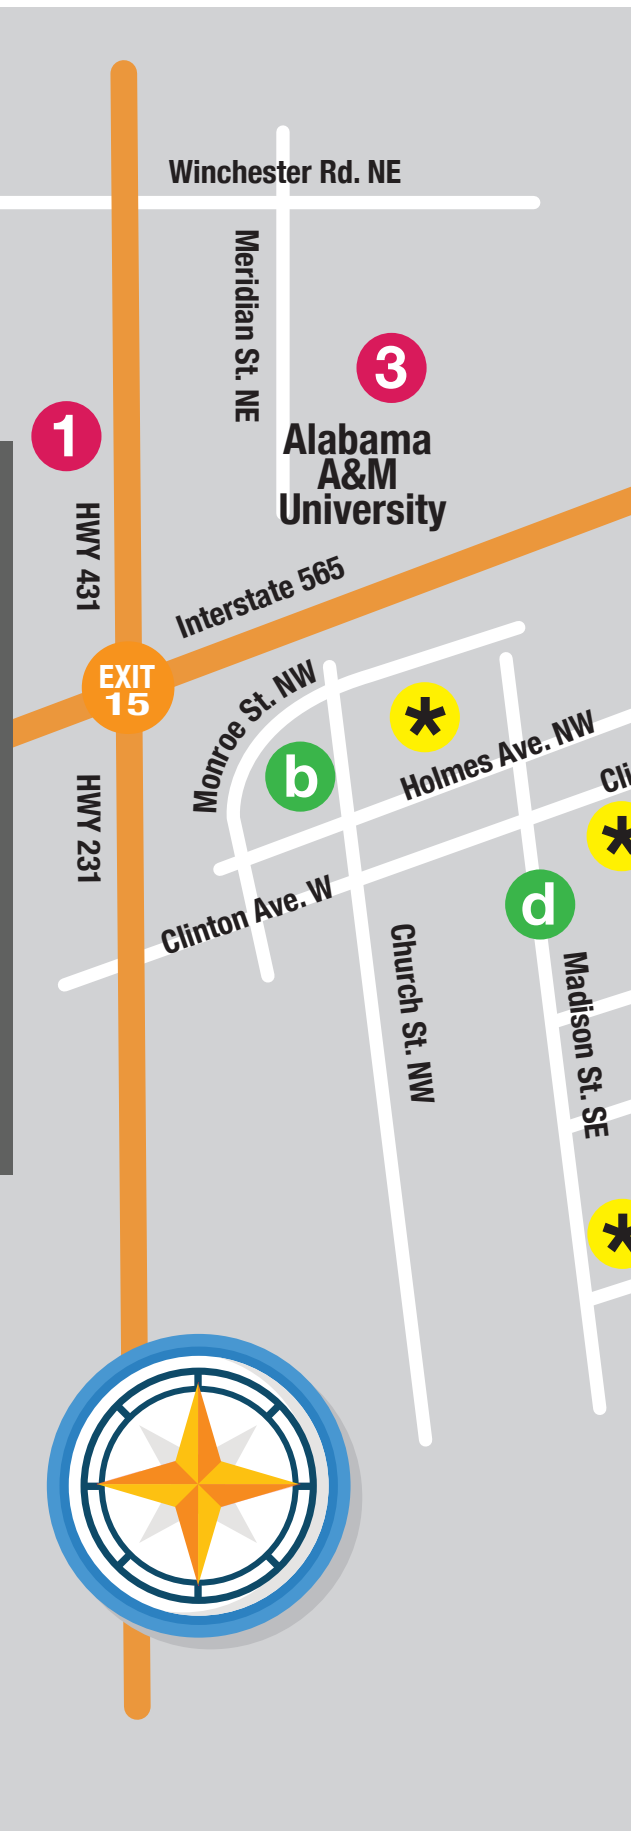 Winchester Rd. NE
Meridian St. NE
3
1
Alabama
A&M
University
HWY 431
Interstate 565
EXIT
15
Monroe St. NW
*
b
Holmes Ave. NW
Cli
HWY 231
*
Clinton Ave. W
d
Church St. NW
Madison St. SE
*